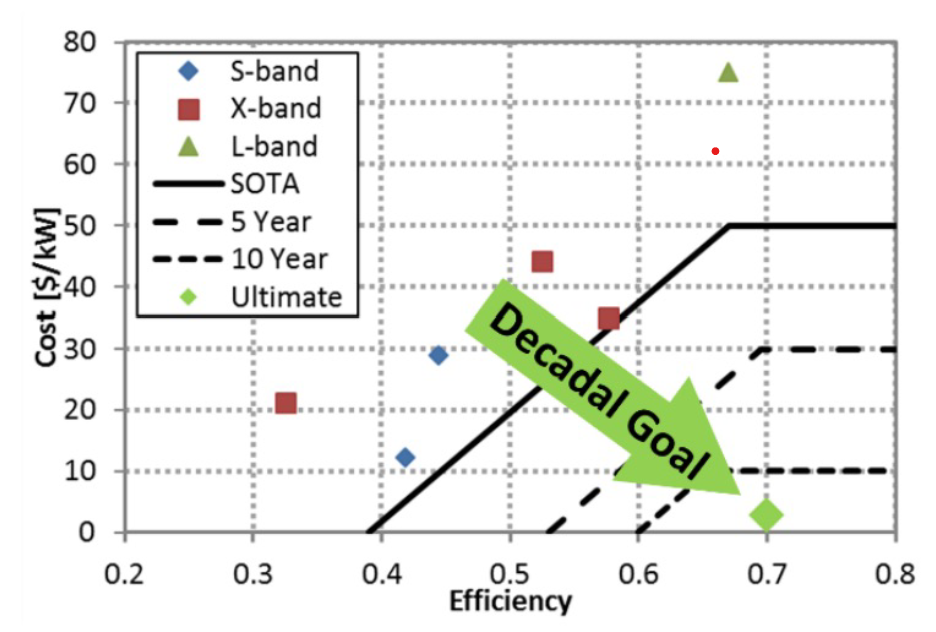 80
70
60
50
40
30
20
10
0
Cost [$/kW]
S-band
X-band
L-band
SOTA
5 Year
10 Year
Ultimate
Decadal Goal
0.2 0.3 0.4 0.5 0.6 0.7 0.8
Efficiency